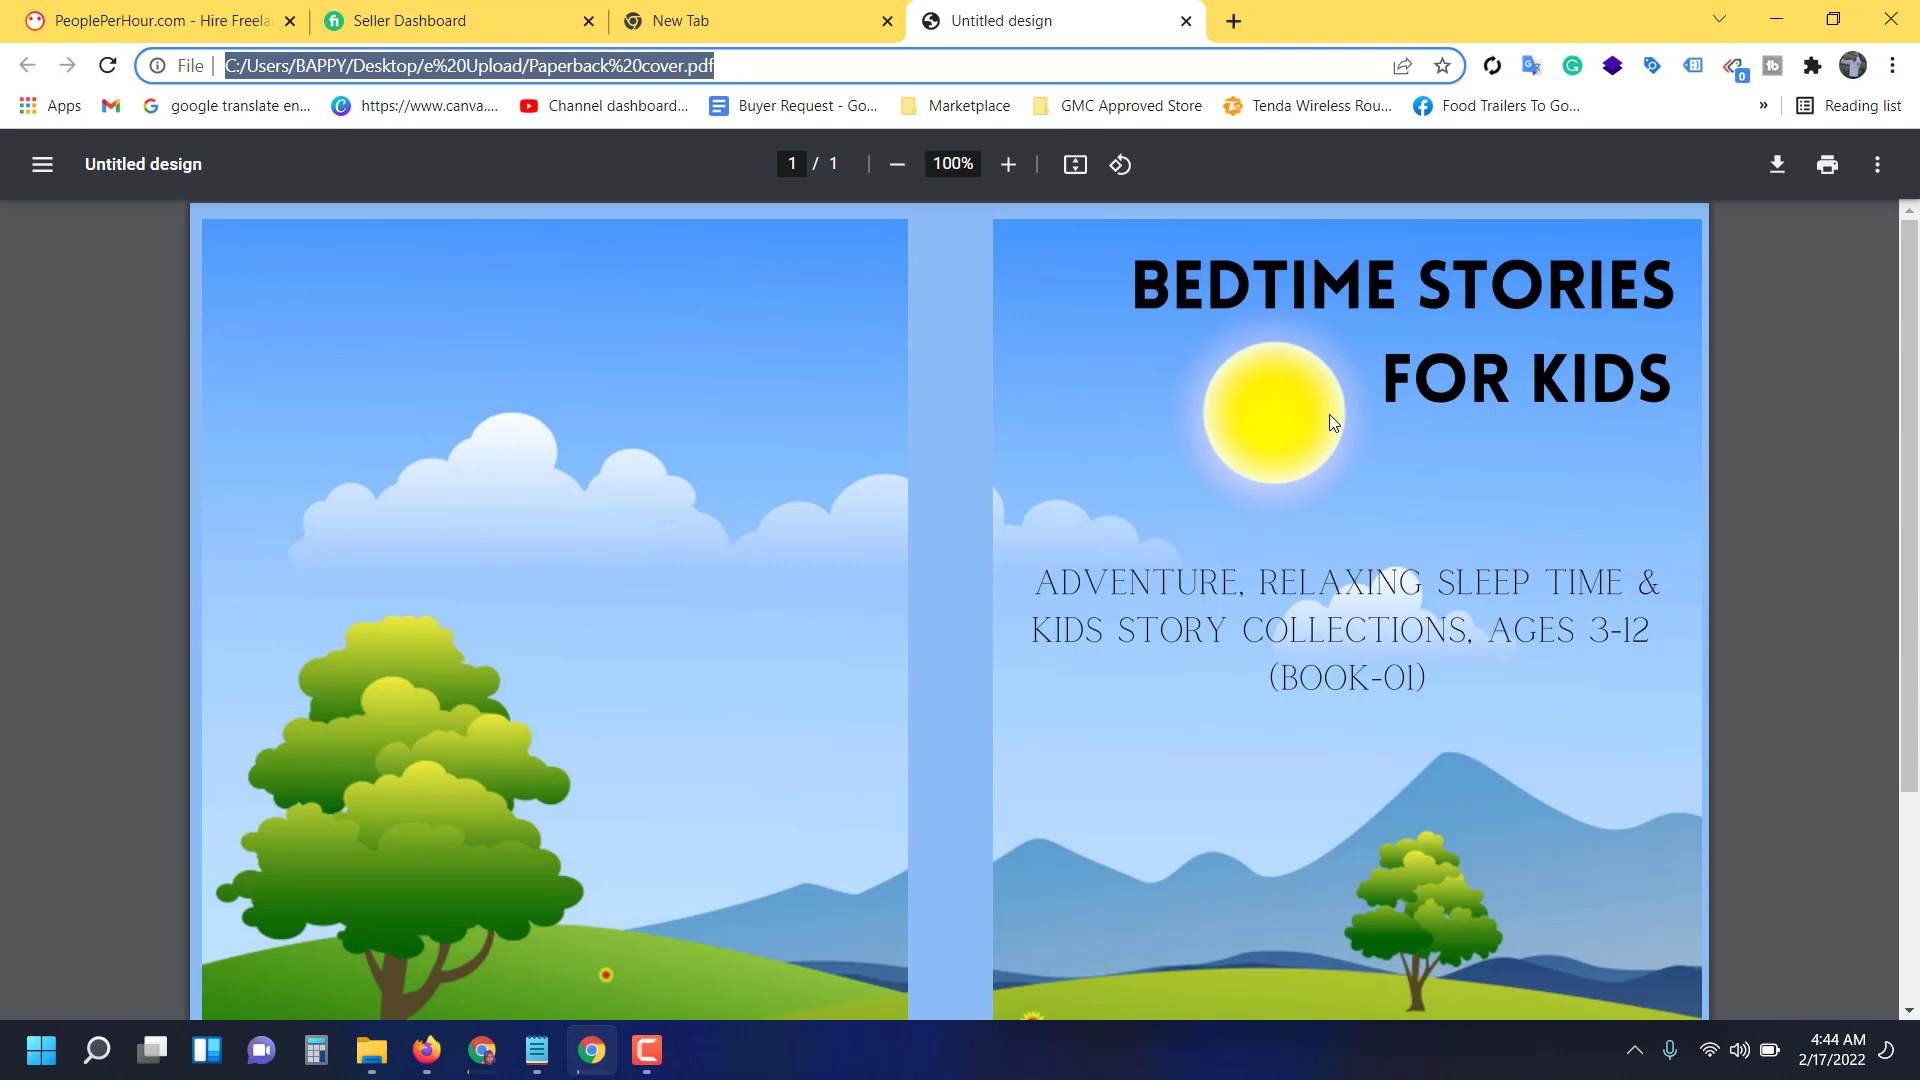 PeoplePerHour.com - Hire Freela
Seller Dashboard
New Tab
Untitled design
File
C:/Users/BAPPY/Desktop/e%20Upload/Paperback%20cover.pdf
0
Apps
google translate en...
https://www.canva....
Channel dashboard...
Buyer Request - Go...
Marketplace
GMC Approved Store
Tenda Wireless Rou...
Food Trailers To Go...
»
Reading list
Untitled design
1 / 1
100%
BEDTIME STORIES
FOR KIDS
ADVENTURE, RELAXING SLEEP TIME &
KIDS STORY COLLECTIONS, AGES 3-12
(BOOK-01)
4:44 AM
2/17/2022